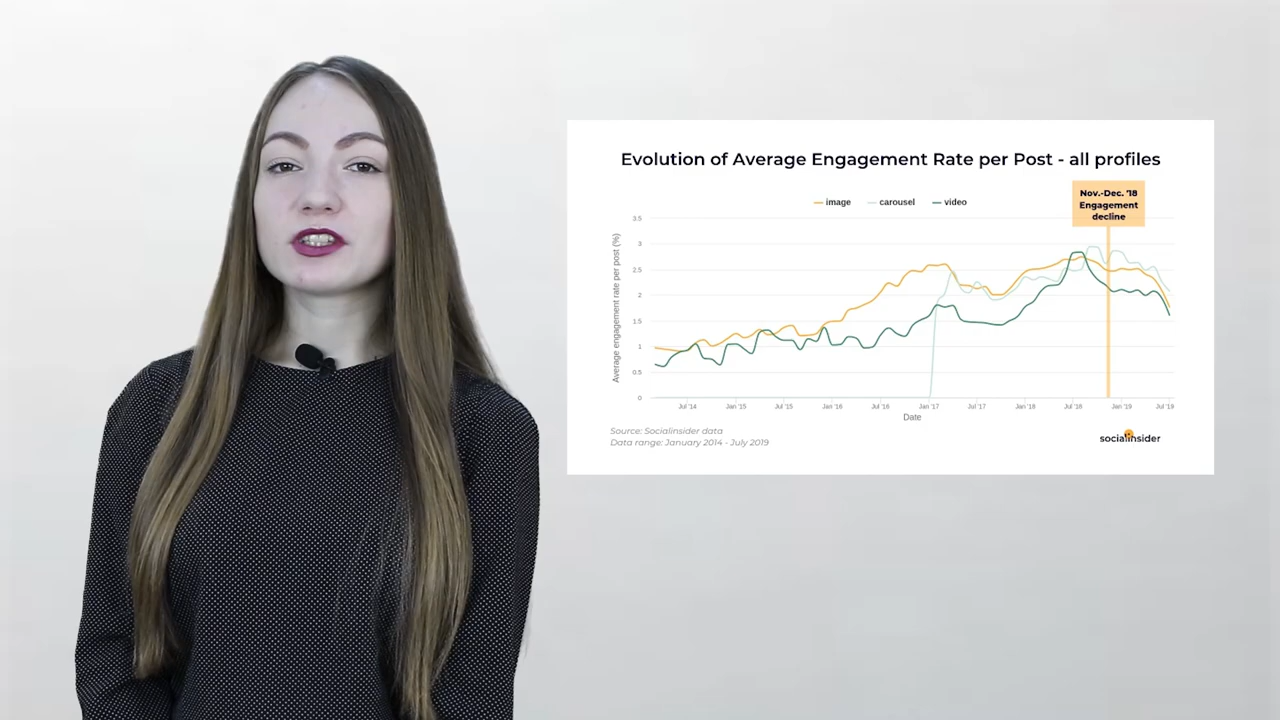 Evolution of Average Engagement Rate per Post - all profiles
Nov.-Dec. '18
Engagement
decline
image carousel video
3.5
3
2.5
2
1.5
1
0.5
0
Average engagement rate per post (%)
Jul '14 Jan '15 Jul '15 Jan '16 Jul '16 Jan '17 Jul '17 Jan '18 Jul '18 Jan '19 Jul '19
Date
Source: Socialinsider data
Data range: January 2014 - July 2019
socialinsider